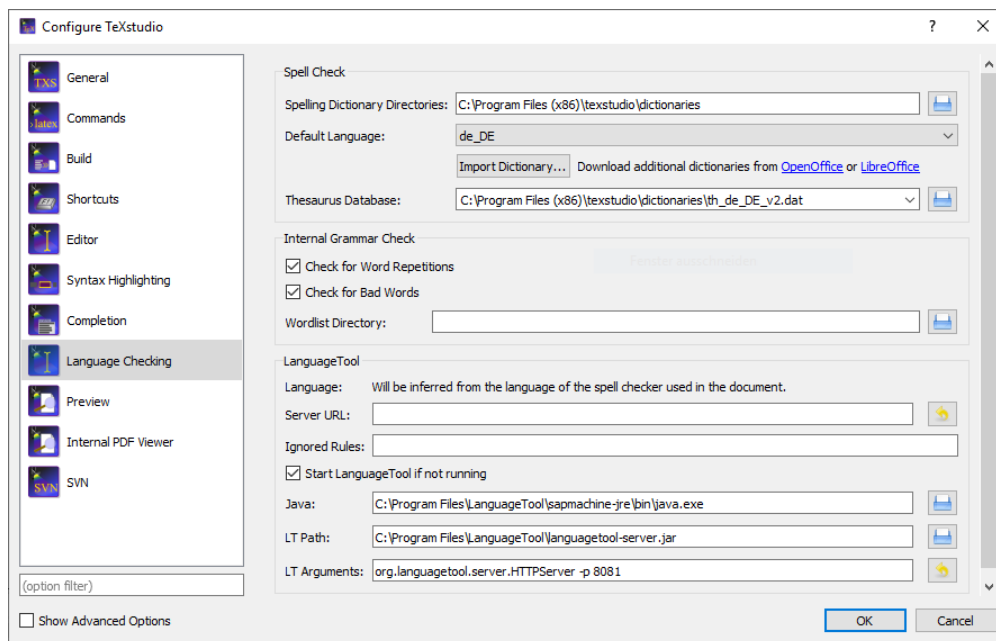 Configure TeXstudio
?
TXS General
>latex Commands
Build
Shortcuts
Editor
Syntax Highlighting
Completion
Language Checking
Preview
Internal PDF Viewer
SVN SVN
(option filter)
Show Advanced Options
Spell Check
Spelling Dictionary Directories: C:\Program Files (x86)\texstudio\dictionaries
Default Language: de_DE
Import Dictionary... Download additional dictionaries from OpenOffice or LibreOffice
Thesaurus Database: C:\Program Files (x86)\texstudio\dictionaries\th_de_DE_v2.dat
Internal Grammar Check
Fenster ausschneiden
Check for Word Repetitions
Check for Bad Words
Wordlist Directory:
LanguageTool
Language: Will be inferred from the language of the spell checker used in the document.
Server URL:
Ignored Rules:
Start LanguageTool if not running
Java: C:\Program Files\LanguageTool\sapmachine-jre\bin\java.exe
LT Path: C:\Program Files\LanguageTool\languagetool-server.jar
LT Arguments: org.languagetool.server.HTTPServer -p 8081
OK Cancel